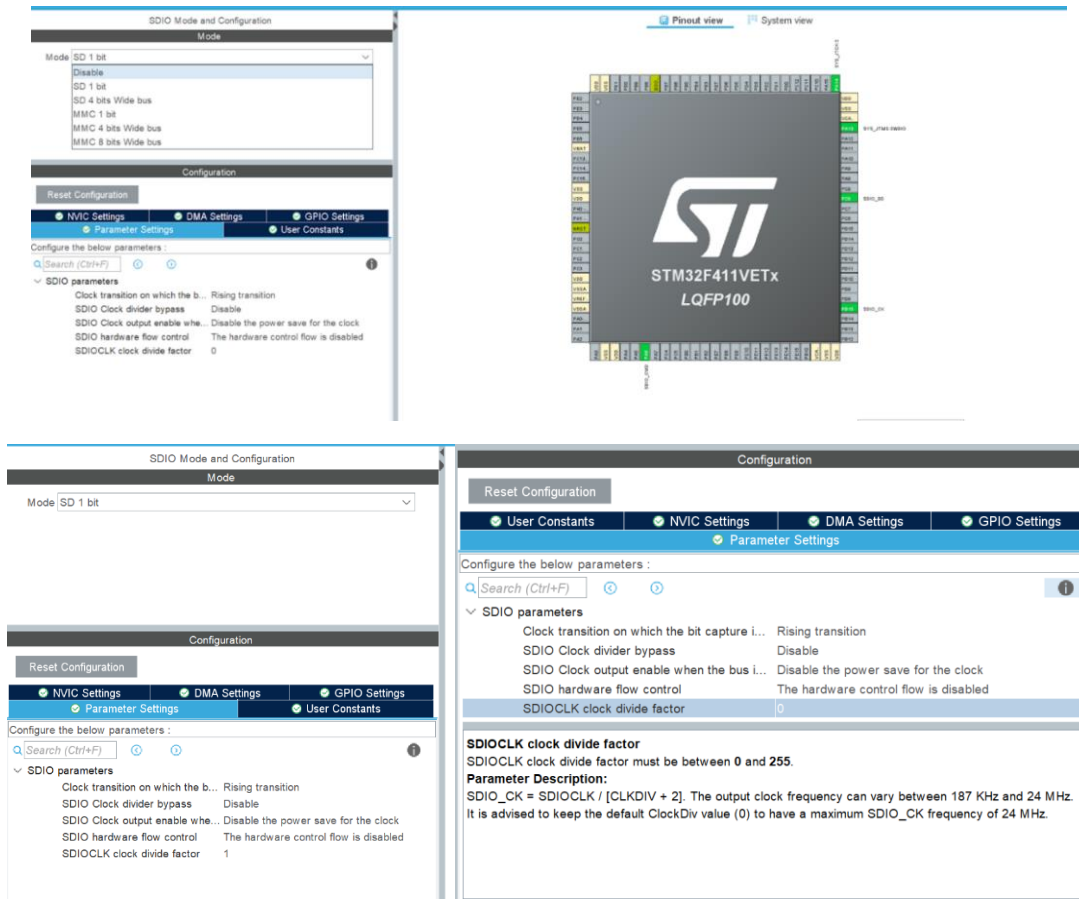 SDIO Mode and Configuration
Mode
Mode SD 1 bit
Disable
SD 1 bit
SD 4 bits Wide bus
MMC 1 bit
MMC 4 bits Wide bus
MMC 8 bits Wide bus
Configuration
Reset Configuration
NVIC Settings DMA Settings GPIO Settings
Parameter Settings User Constants
Configure the below parameters :
Search (Ctrl+F)
SDIO parameters
Clock transition on which the b... Rising transition
SDIO Clock divider bypass Disable
SDIO Clock output enable whe... Disable the power save for the clock
SDIO hardware flow control The hardware control flow is disabled
SDIOCLK clock divide factor 0
Pinout view System view
STM32F411VETx
LQFP100
SDIO_D0
SDIO_CK
SDIO_CMD
SDIO Mode and Configuration
Mode
Mode SD 1 bit
Configuration
Reset Configuration
NVIC Settings DMA Settings GPIO Settings
Parameter Settings User Constants
Configure the below parameters :
Search (Ctrl+F)
SDIO parameters
Clock transition on which the b... Rising transition
SDIO Clock divider bypass Disable
SDIO Clock output enable whe... Disable the power save for the clock
SDIO hardware flow control The hardware control flow is disabled
SDIOCLK clock divide factor 1
Configuration
Reset Configuration
User Constants NVIC Settings DMA Settings GPIO Settings
Parameter Settings
Configure the below parameters :
Search (Ctrl+F)
SDIO parameters
Clock transition on which the bit capture i... Rising transition
SDIO Clock divider bypass Disable
SDIO Clock output enable when the bus i... Disable the power save for the clock
SDIO hardware flow control The hardware control flow is disabled
SDIOCLK clock divide factor 0
SDIOCLK clock divide factor
SDIOCLK clock divide factor must be between 0 and 255.
Parameter Description:
SDIO_CK = SDIOCLK / [CLKDIV + 2]. The output clock frequency can vary between 187 KHz and 24 MHz.
It is advised to keep the default ClockDiv value (0) to have a maximum SDIO_CK frequency of 24 MHz.